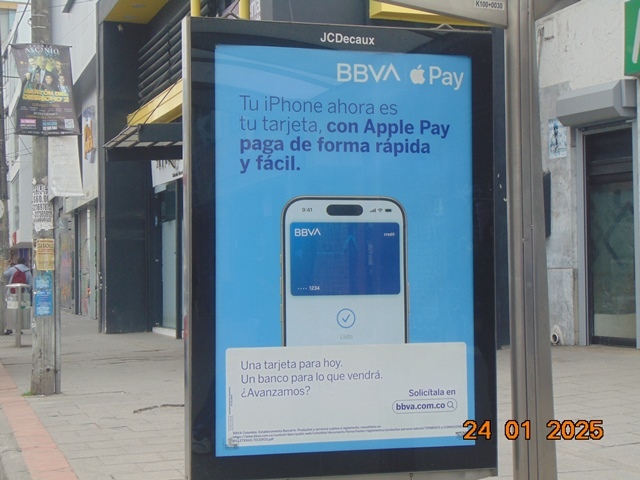 K100+0038
JCDecaux
BBVA Pay
Tu iPhone ahora es
tu tarjeta, con Apple Pay
paga de forma rápida
y fácil.
9:41
BBVA credit
•••• 1234
Listo
Una tarjeta para hoy.
Un banco para lo que vendrá.
¿Avanzamos?
Solicítala en
bbva.com.co
24 01 2025